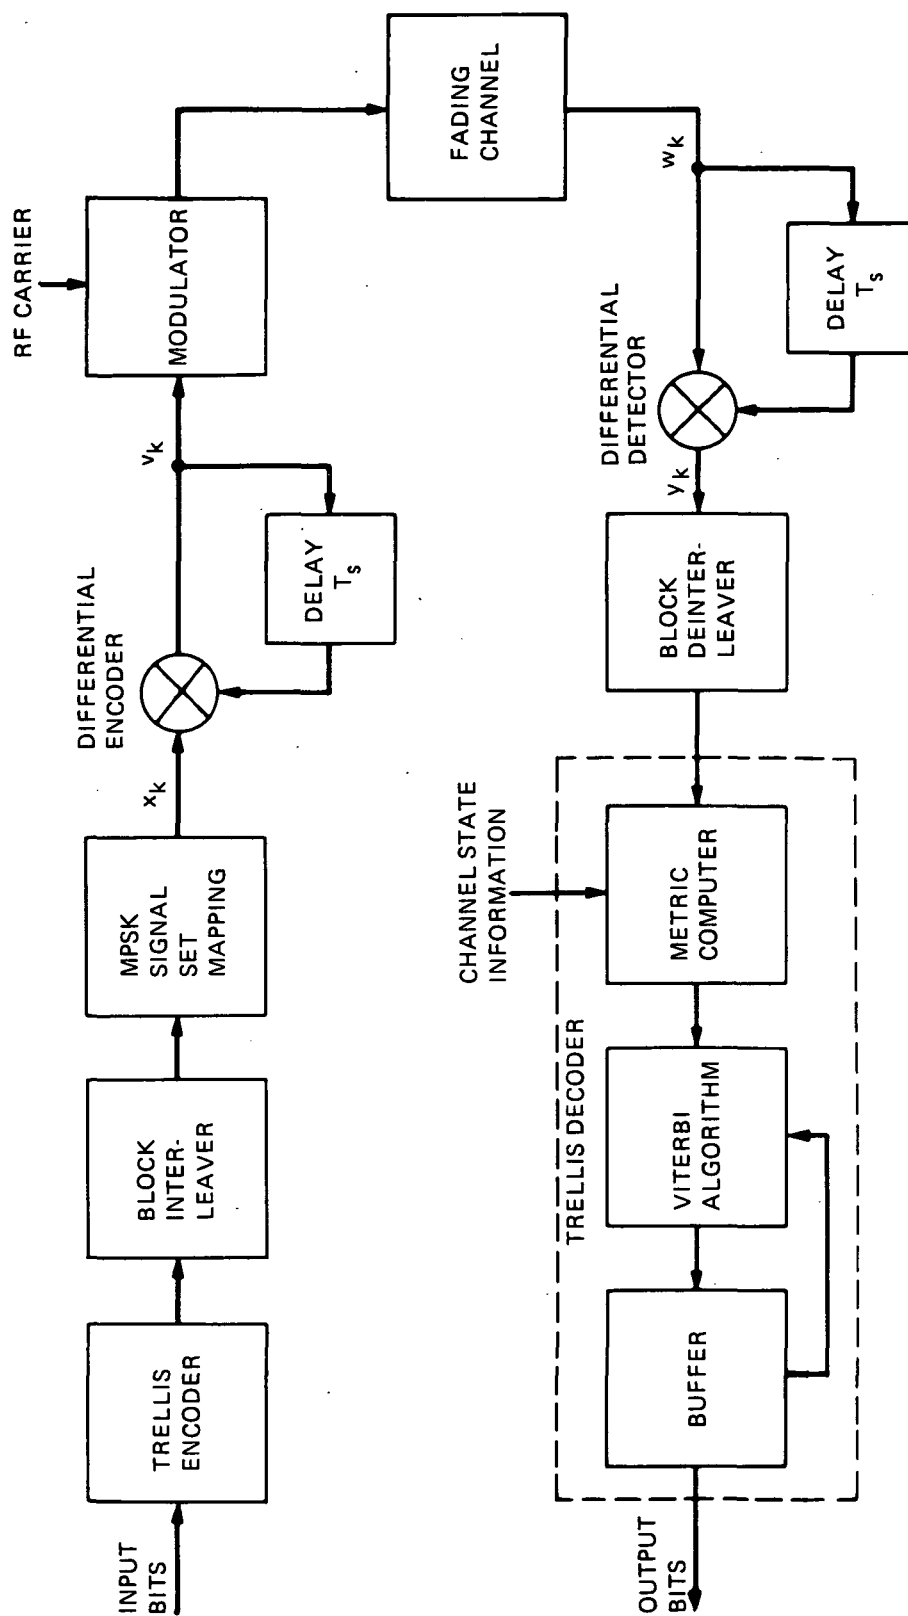 INPUT
BITS
TRELLIS
ENCODER
BLOCK
INTER-
LEAVER
MPSK
SIGNAL
SET
MAPPING
x_k
DIFFERENTIAL
ENCODER
DELAY
T_s
v_k
RF CARRIER
MODULATOR
FADING
CHANNEL
w_k
DELAY
T_s
DIFFERENTIAL
DETECTOR
y_k
BLOCK
DEINTER-
LEAVER
CHANNEL STATE
INFORMATION
METRIC
COMPUTER
TRELLIS DECODER
VITERBI
ALGORITHM
BUFFER
OUTPUT
BITS